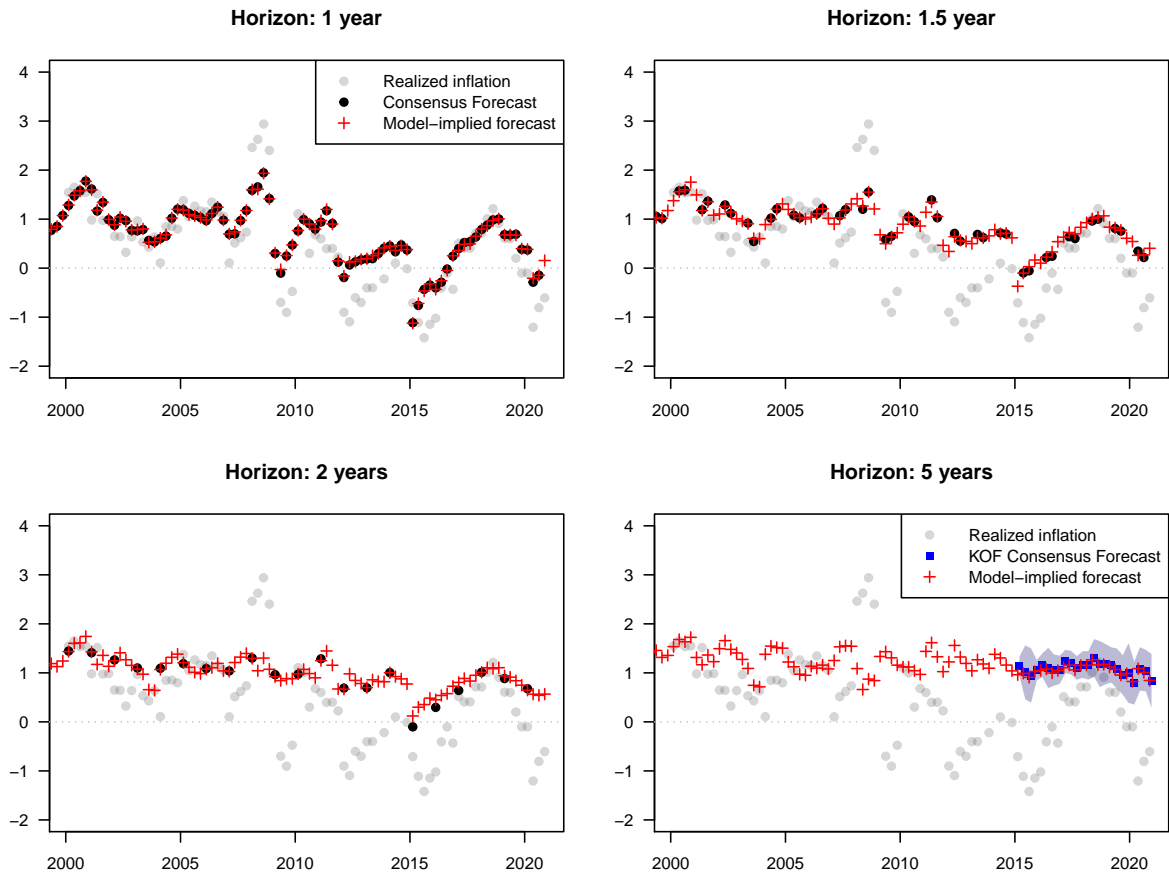 Horizon: 1 year
4
3
2
1
0
−1
−2
Realized inflation
Consensus Forecast
Model−implied forecast
2000 2005 2010 2015 2020
Horizon: 1.5 year
4
3
2
1
0
−1
−2
2000 2005 2010 2015 2020
Horizon: 2 years
4
3
2
1
0
−1
−2
2000 2005 2010 2015 2020
Horizon: 5 years
4
3
2
1
0
−1
−2
Realized inflation
KOF Consensus Forecast
Model−implied forecast
2000 2005 2010 2015 2020